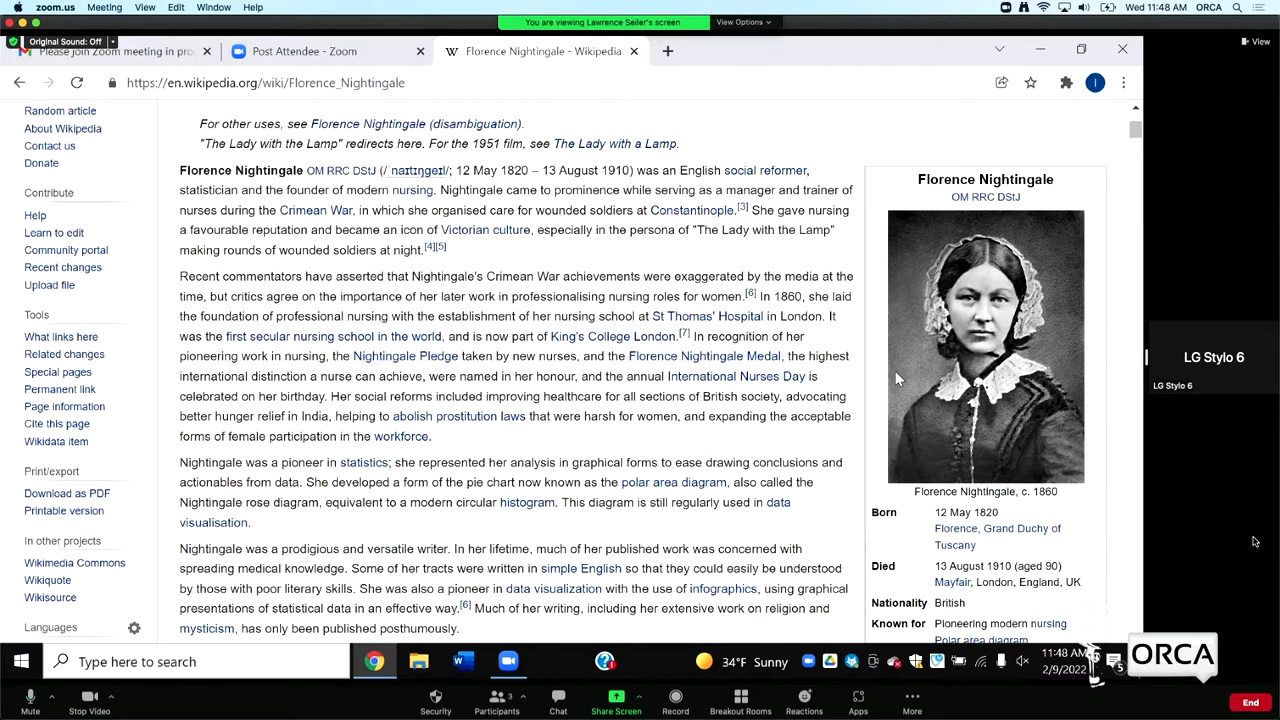 zoom.us Meeting View Edit Window Help
Wed 11:48 AM ORCA
You are viewing Lawrence Seiler's screen
View Options
Original Sound: Off
View
Please join Zoom meeting in pro
Post Attendee - Zoom
Florence Nightingale - Wikipedia
https://en.wikipedia.org/wiki/Florence_Nightingale
Random article
About Wikipedia
Contact us
Donate
Contribute
Help
Learn to edit
Community portal
Recent changes
Upload file
Tools
What links here
Related changes
Special pages
Permanent link
Page information
Cite this page
Wikidata item
Print/export
Download as PDF
Printable version
In other projects
Wikimedia Commons
Wikiquote
Wikisource
Languages
For other uses, see Florence Nightingale (disambiguation).
"The Lady with the Lamp" redirects here. For the 1951 film, see The Lady with a Lamp.
Florence Nightingale OM RRC DStJ (/ˈnaɪtɪŋɡeɪl/; 12 May 1820 – 13 August 1910) was an English social reformer,
statistician and the founder of modern nursing. Nightingale came to prominence while serving as a manager and trainer of
nurses during the Crimean War, in which she organised care for wounded soldiers at Constantinople.[3] She gave nursing
a favourable reputation and became an icon of Victorian culture, especially in the persona of "The Lady with the Lamp"
making rounds of wounded soldiers at night.[4][5]
Recent commentators have asserted that Nightingale's Crimean War achievements were exaggerated by the media at the
time, but critics agree on the importance of her later work in professionalising nursing roles for women.[6] In 1860, she laid
the foundation of professional nursing with the establishment of her nursing school at St Thomas' Hospital in London. It
was the first secular nursing school in the world, and is now part of King's College London.[7] In recognition of her
pioneering work in nursing, the Nightingale Pledge taken by new nurses, and the Florence Nightingale Medal, the highest
international distinction a nurse can achieve, were named in her honour, and the annual International Nurses Day is
celebrated on her birthday. Her social reforms included improving healthcare for all sections of British society, advocating
better hunger relief in India, helping to abolish prostitution laws that were harsh for women, and expanding the acceptable
forms of female participation in the workforce.
Nightingale was a pioneer in statistics; she represented her analysis in graphical forms to ease drawing conclusions and
actionables from data. She developed a form of the pie chart now known as the polar area diagram, also called the
Nightingale rose diagram, equivalent to a modern circular histogram. This diagram is still regularly used in data
visualisation.
Nightingale was a prodigious and versatile writer. In her lifetime, much of her published work was concerned with
spreading medical knowledge. Some of her tracts were written in simple English so that they could easily be understood
by those with poor literary skills. She was also a pioneer in data visualization with the use of infographics, using graphical
presentations of statistical data in an effective way.[6] Much of her writing, including her extensive work on religion and
mysticism, has only been published posthumously.
Florence Nightingale
OM RRC DStJ
Florence Nightingale, c. 1860
Born 12 May 1820
Florence, Grand Duchy of
Tuscany
Died 13 August 1910 (aged 90)
Mayfair, London, England, UK
Nationality British
Known for Pioneering modern nursing
Polar area diagram
LG Stylo 6
LG Stylo 6
Type here to search
34°F Sunny
11:48 AM
2/9/2022
5
ORCA
Mute
Stop Video
Security
Participants
3
Chat
Share Screen
Record
Breakout Rooms
Reactions
Apps
More
End